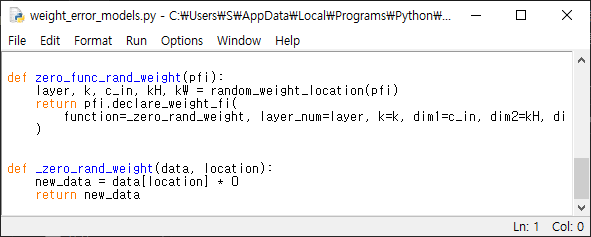 weight_error_models.py - C:₩Users₩S₩AppData₩Local₩Programs₩Python₩...
File Edit Format Run Options Window Help
def zero_func_rand_weight(pfi):
    layer, k, c_in, kH, kW = random_weight_location(pfi)
    return pfi.declare_weight_fi(
        function=_zero_rand_weight, layer_num=layer, k=k, dim1=c_in, dim2=kH, di
    )
def _zero_rand_weight(data, location):
    new_data = data[location] * 0
    return new_data
Ln: 1 Col: 0